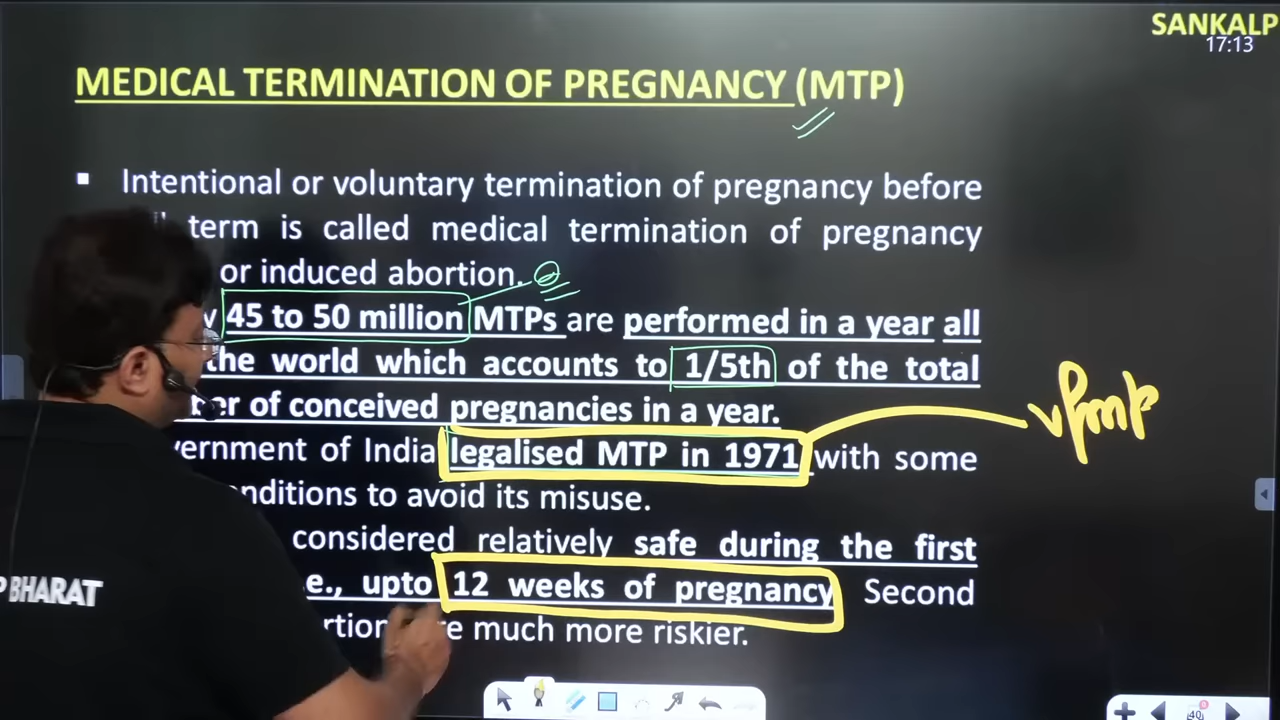 SANKALP
17:13
MEDICAL TERMINATION OF PREGNANCY (MTP)
▪ Intentional or voluntary termination of pregnancy before
term is called medical termination of pregnancy
or induced abortion.
45 to 50 million MTPs are performed in a year all
the world which accounts to 1/5th of the total
of conceived pregnancies in a year.
of India legalised MTP in 1971 with some
to avoid its misuse.
considered relatively safe during the first
upto 12 weeks of pregnancy Second
much more riskier.
BHARAT
40